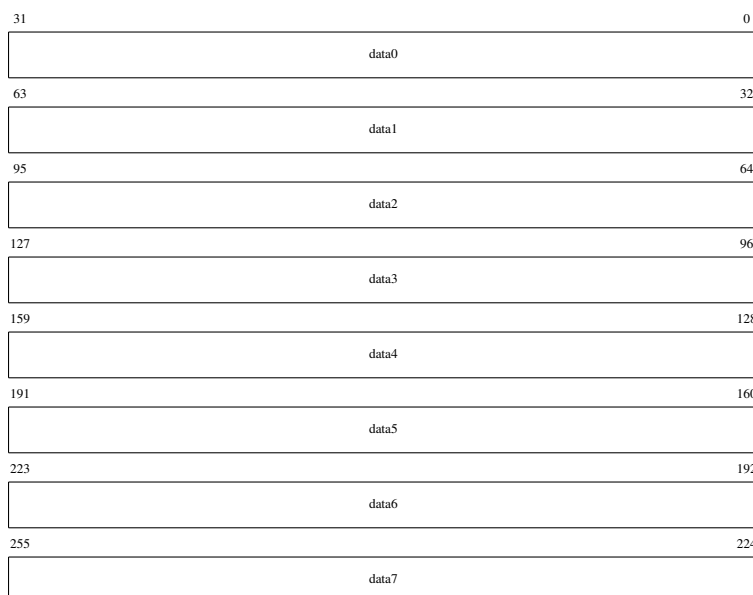 31 0
data0
63 32
data1
95 64
data2
127 96
data3
159 128
data4
191 160
data5
223 192
data6
255 224
data7